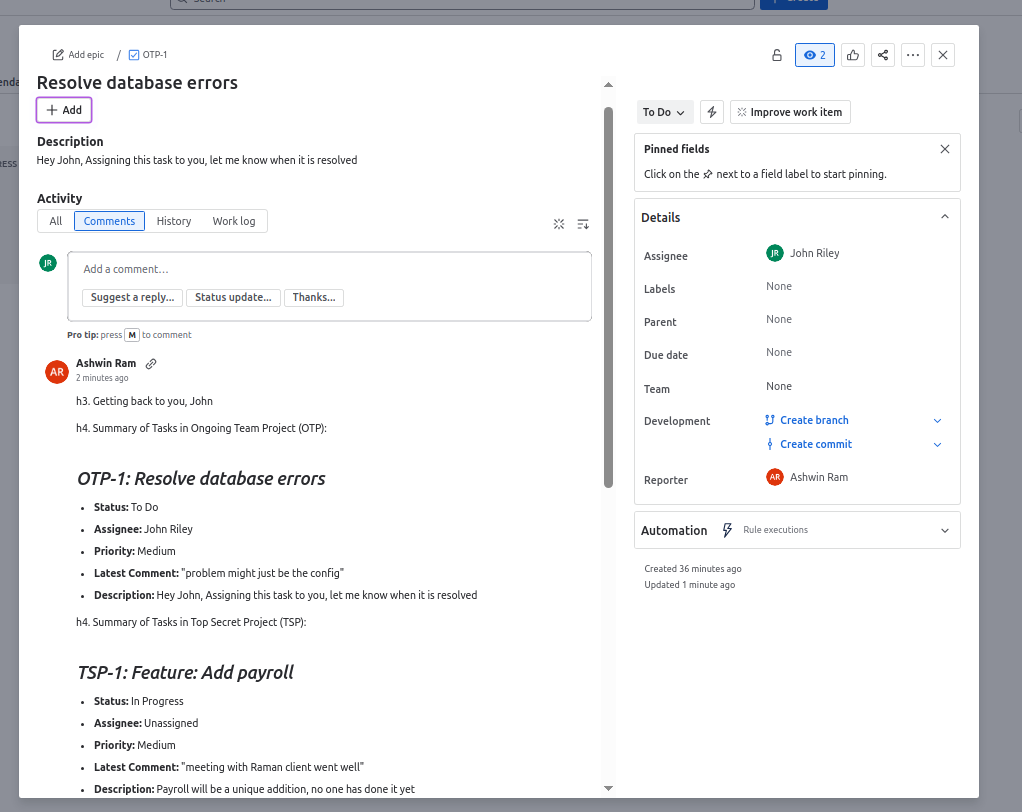 Search
Create
Add epic / OTP-1
2
Resolve database errors
+ Add
Description
Hey John, Assigning this task to you, let me know when it is resolved
Activity
All Comments History Work log
JR
Add a comment…
Suggest a reply... Status update... Thanks...
Pro tip: press M to comment
AR
Ashwin Ram
2 minutes ago
h3. Getting back to you, John
h4. Summary of Tasks in Ongoing Team Project (OTP):
OTP-1: Resolve database errors
• Status: To Do
• Assignee: John Riley
• Priority: Medium
• Latest Comment: "problem might just be the config"
• Description: Hey John, Assigning this task to you, let me know when it is resolved
h4. Summary of Tasks in Top Secret Project (TSP):
TSP-1: Feature: Add payroll
• Status: In Progress
• Assignee: Unassigned
• Priority: Medium
• Latest Comment: "meeting with Raman client went well"
• Description: Payroll will be a unique addition, no one has done it yet
To Do
Improve work item
Pinned fields
Click on the next to a field label to start pinning.
Details
Assignee JR John Riley
Labels None
Parent None
Due date None
Team None
Development Create branch
Create commit
Reporter AR Ashwin Ram
Automation Rule executions
Created 36 minutes ago
Updated 1 minute ago